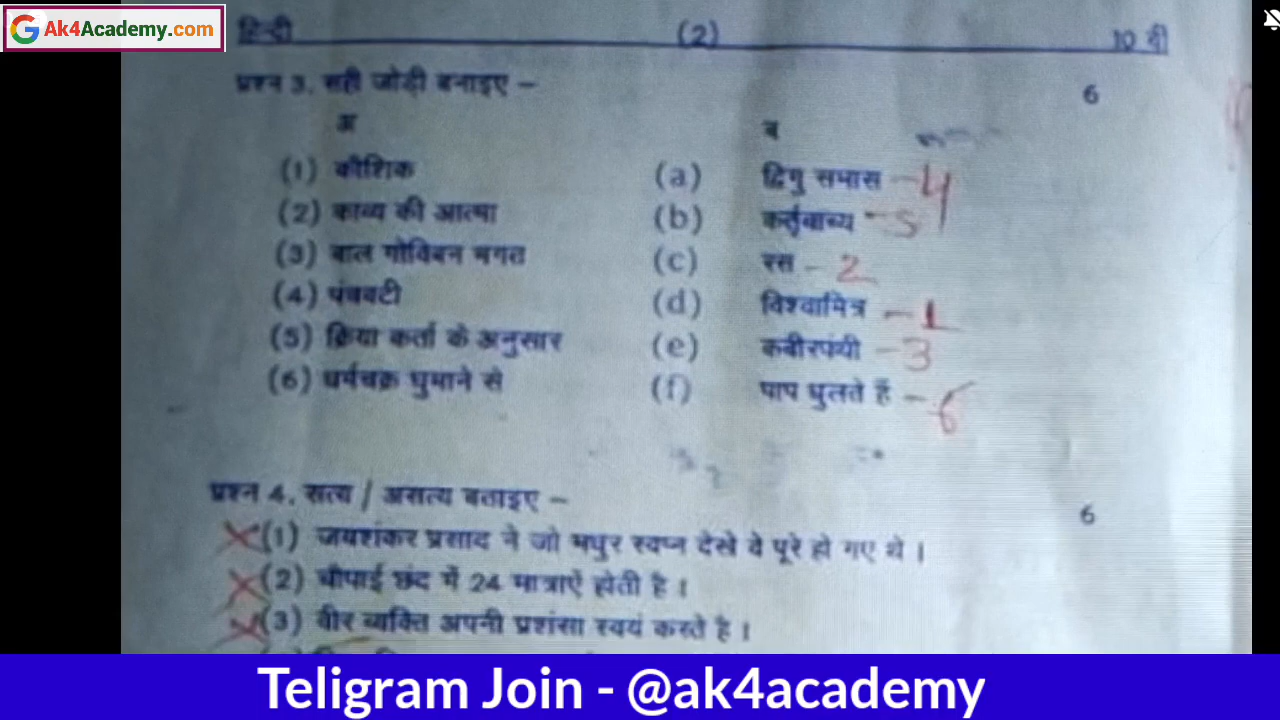 Ak4Academy.com
हिन्दी (2) 10 वी
प्रश्न 3. सही जोड़ी बनाइए – 6
अ ब
(1) कौशिक (a) द्विगु समास – 4
(2) काव्य की आत्मा (b) कर्तृवाच्य – 5
(3) बाल गोविबन भगत (c) रस – 2
(4) पंचवटी (d) विश्वामित्र – 1
(5) क्रिया कर्ता के अनुसार (e) कबीरपंथी – 3
(6) धर्मचक्र घुमाने से (f) पाप धुलते हैं – 6
प्रश्न 4. सत्य / असत्य बताइए – 6
(1) जयशंकर प्रसाद ने जो मधुर स्वप्न देखे वे पूरे हो गए थे ।
(2) चौपाई छंद में 24 मात्राऐं होती है ।
(3) वीर व्यक्ति अपनी प्रशंसा स्वयं करते है ।
Teligram Join - @ak4academy